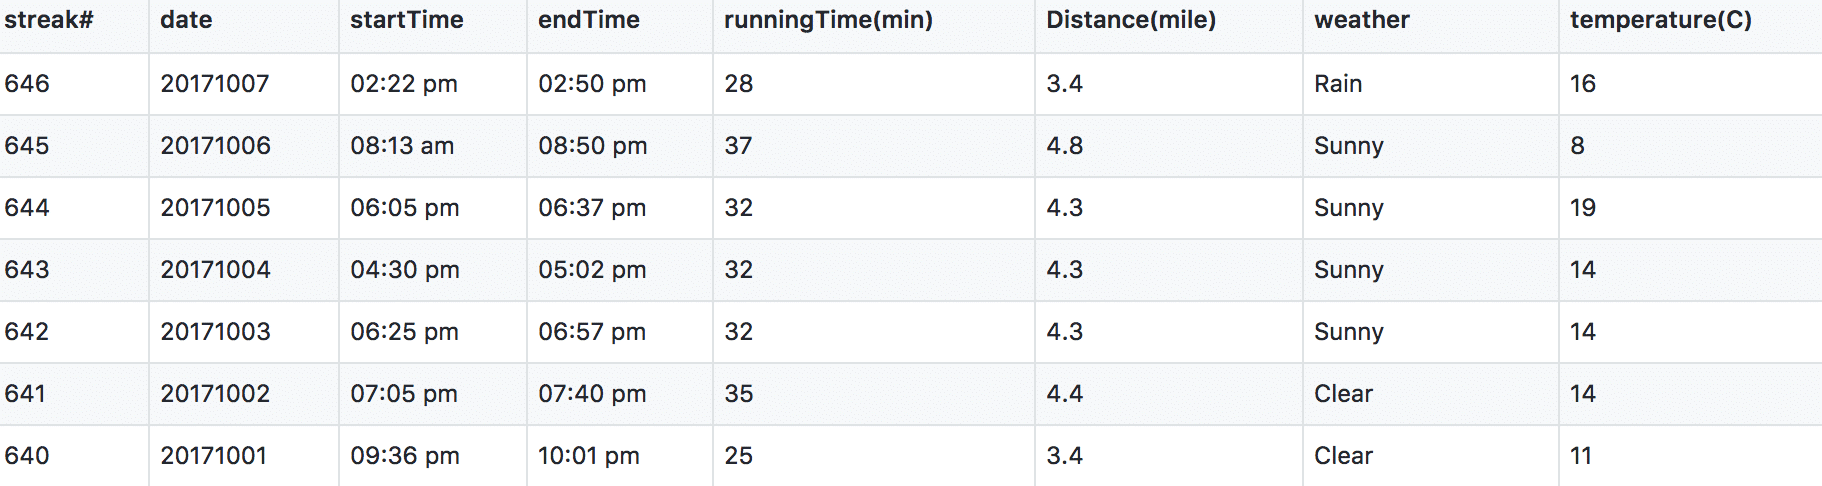 streak# date startTime endTime runningTime(min) Distance(mile) weather temperature(C)
646 20171007 02:22 pm 02:50 pm 28 3.4 Rain 16
645 20171006 08:13 am 08:50 pm 37 4.8 Sunny 8
644 20171005 06:05 pm 06:37 pm 32 4.3 Sunny 19
643 20171004 04:30 pm 05:02 pm 32 4.3 Sunny 14
642 20171003 06:25 pm 06:57 pm 32 4.3 Sunny 14
641 20171002 07:05 pm 07:40 pm 35 4.4 Clear 14
640 20171001 09:36 pm 10:01 pm 25 3.4 Clear 11